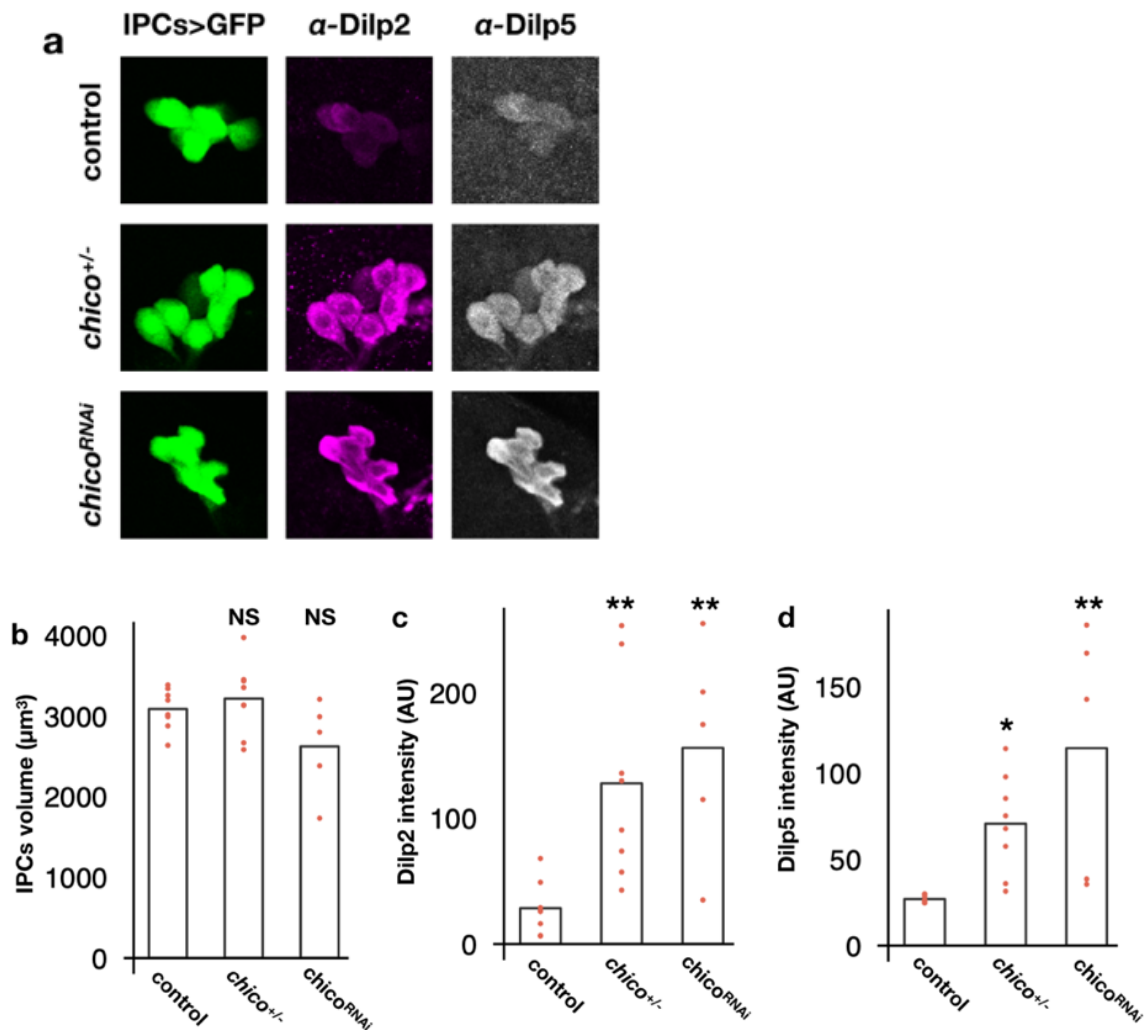 a
IPCs>GFP α-Dilp2 α-Dilp5
control
chico+/-
chicoRNAi
b
IPCs volume (μm³)
4000
3000
2000
1000
0
NS NS
control chico+/- chicoRNAi
c
Dilp2 intensity (AU)
200
100
0
** **
control chico+/- chicoRNAi
d
Dilp5 intensity (AU)
150
100
50
0
* **
control chico+/- chicoRNAi